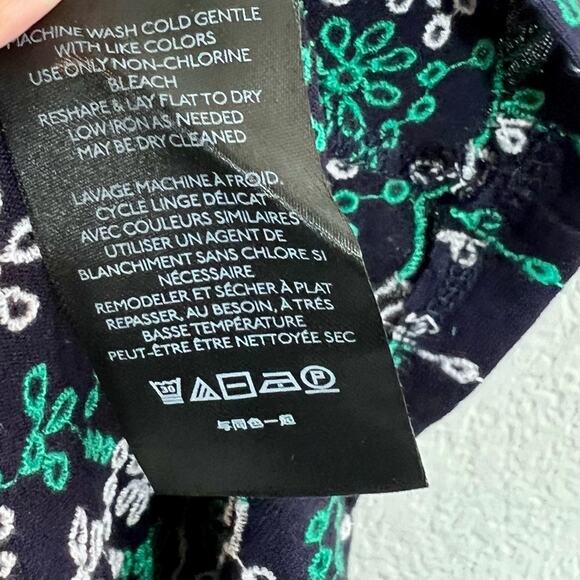 MACHINE WASH COLD GENTLE
WITH LIKE COLORS
USE ONLY NON-CHLORINE
BLEACH
RESHAPE & LAY FLAT TO DRY
LOW IRON AS NEEDED
MAY BE DRY CLEANED
LAVAGE MACHINE À FROID.
CYCLE LINGE DÉLICAT
AVEC COULEURS SIMILAIRES
UTILISER UN AGENT DE
BLANCHIMENT SANS CHLORE SI
NÉCESSAIRE
REMODELER ET SÉCHER À PLAT
REPASSER, AU BESOIN, À TRÉS
BASSE TEMPÉRATURE
PEUT-ÊTRE ÊTRE NETTOYÉE SEC
30
P
与同色一起